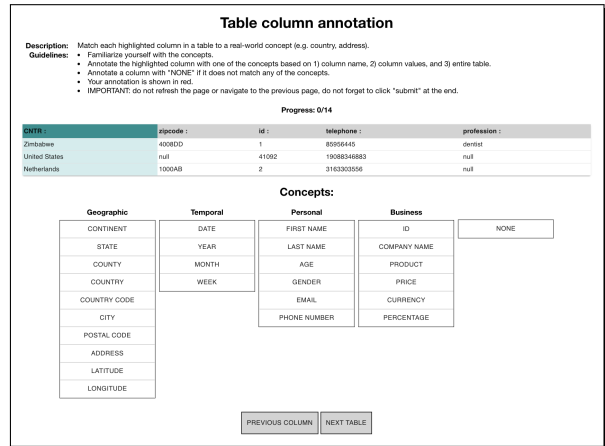 Table column annotation
Description: Match each highlighted column in a table to a real-world concept (e.g. country, address).
Guidelines: • Familiarize yourself with the concepts.
• Annotate the highlighted column with one of the concepts based on 1) column name, 2) column values, and 3) entire table.
• Annotate a column with "NONE" if it does not match any of the concepts.
• Your annotation is shown in red.
• IMPORTANT: do not refresh the page or navigate to the previous page, do not forget to click "submit" at the end.
Progress: 0/14
CNTR : zipcode : id : telephone : profession :
Zimbabwe 4008DD 1 85956445 dentist
United States null 41092 19088346883 null
Netherlands 1000AB 2 3163303556 null
Concepts:
Geographic Temporal Personal Business
CONTINENT DATE FIRST NAME ID NONE
STATE YEAR LAST NAME COMPANY NAME
COUNTY MONTH AGE PRODUCT
COUNTRY WEEK GENDER PRICE
COUNTRY CODE EMAIL CURRENCY
CITY PHONE NUMBER PERCENTAGE
POSTAL CODE
ADDRESS
LATITUDE
LONGITUDE
PREVIOUS COLUMN NEXT TABLE